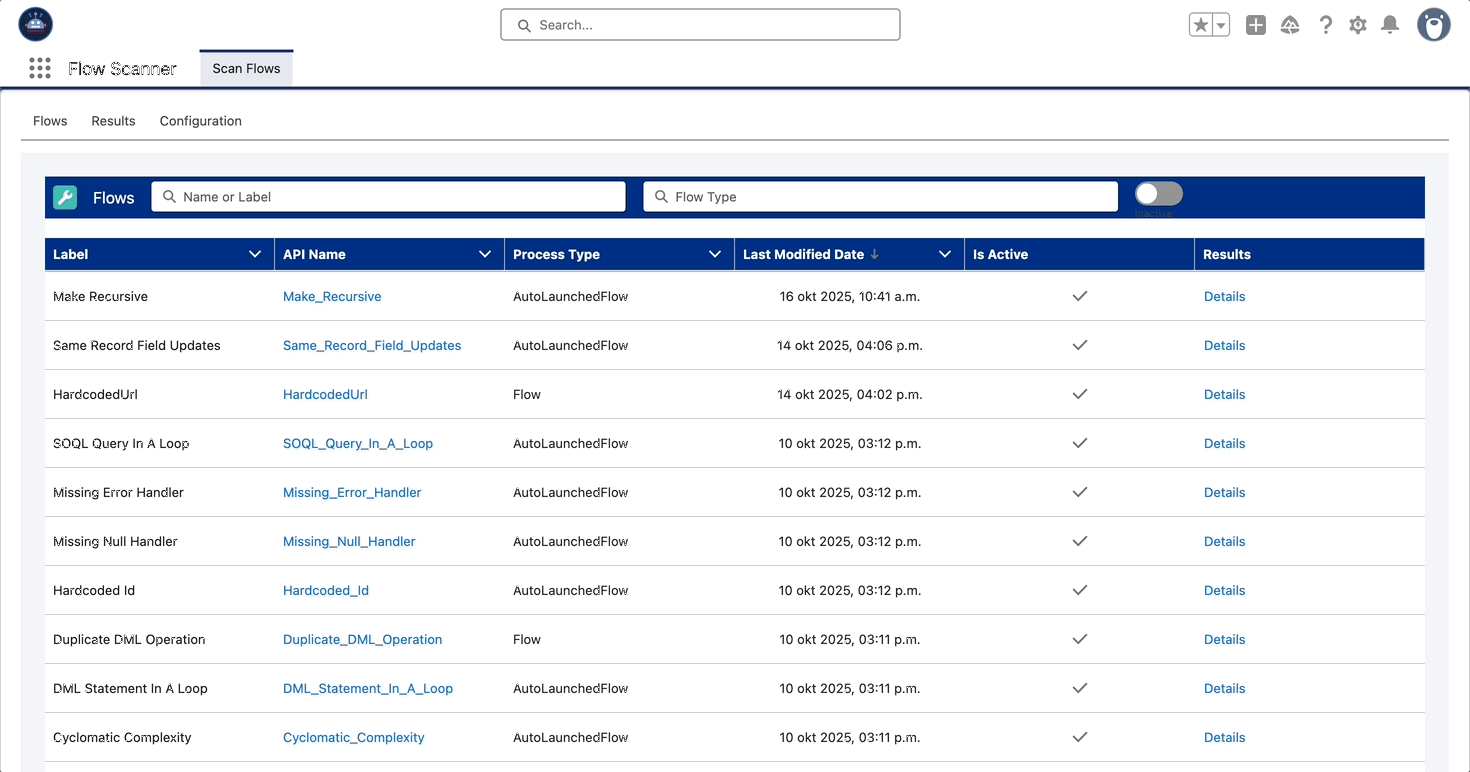 Search...
Flow Scanner Scan Flows
Flows Results Configuration
Flows Name or Label Flow Type
Inactive
Label API Name Process Type Last Modified Date Is Active Results
Make Recursive Make_Recursive AutoLaunchedFlow 16 okt 2025, 10:41 a.m. Details
Same Record Field Updates Same_Record_Field_Updates AutoLaunchedFlow 14 okt 2025, 04:06 p.m. Details
HardcodedUrl HardcodedUrl Flow 14 okt 2025, 04:02 p.m. Details
SOQL Query In A Loop SOQL_Query_In_A_Loop AutoLaunchedFlow 10 okt 2025, 03:12 p.m. Details
Missing Error Handler Missing_Error_Handler AutoLaunchedFlow 10 okt 2025, 03:12 p.m. Details
Missing Null Handler Missing_Null_Handler AutoLaunchedFlow 10 okt 2025, 03:12 p.m. Details
Hardcoded Id Hardcoded_Id AutoLaunchedFlow 10 okt 2025, 03:12 p.m. Details
Duplicate DML Operation Duplicate_DML_Operation Flow 10 okt 2025, 03:11 p.m. Details
DML Statement In A Loop DML_Statement_In_A_Loop AutoLaunchedFlow 10 okt 2025, 03:11 p.m. Details
Cyclomatic Complexity Cyclomatic_Complexity AutoLaunchedFlow 10 okt 2025, 03:11 p.m. Details